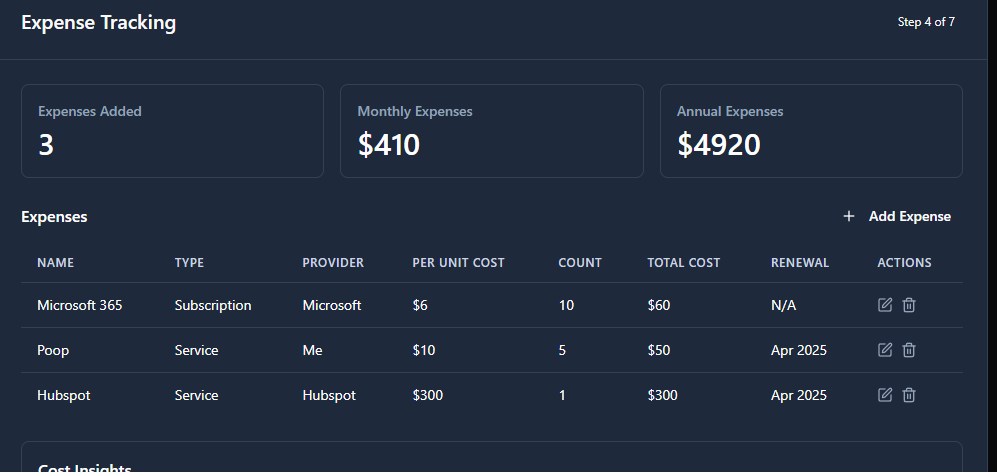 Expense Tracking
Step 4 of 7
Expenses Added
Monthly Expenses
Annual Expenses
3
$410
$4920
Expenses
+ Add Expense
NAME TYPE PROVIDER PER UNIT COST COUNT TOTAL COST RENEWAL ACTIONS
Microsoft 365 Subscription Microsoft $6 10 $60 N/A
Poop Service Me $10 5 $50 Apr 2025
Hubspot Service Hubspot $300 1 $300 Apr 2025
Cost Insights